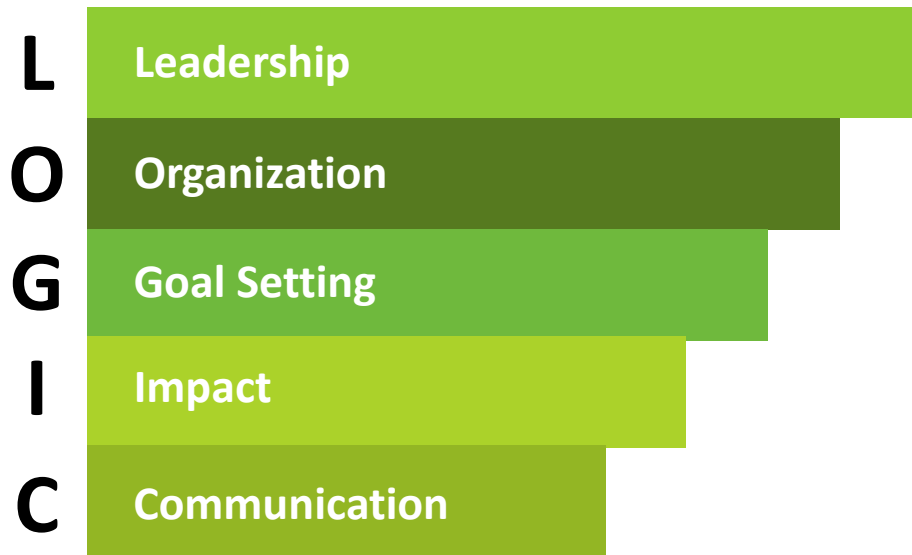 L Leadership
O Organization
G Goal Setting
I Impact
C Communication